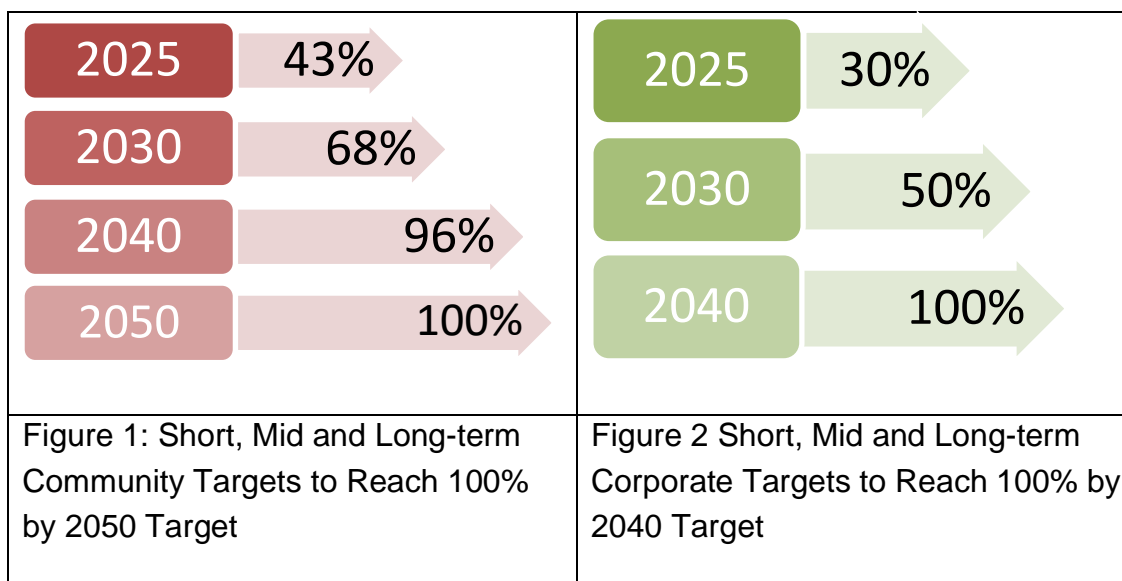 2025 43%
2030 68%
2040 96%
2050 100%
2025 30%
2030 50%
2040 100%
Figure 1: Short, Mid and Long-term
Community Targets to Reach 100%
by 2050 Target
Figure 2 Short, Mid and Long-term
Corporate Targets to Reach 100% by
2040 Target